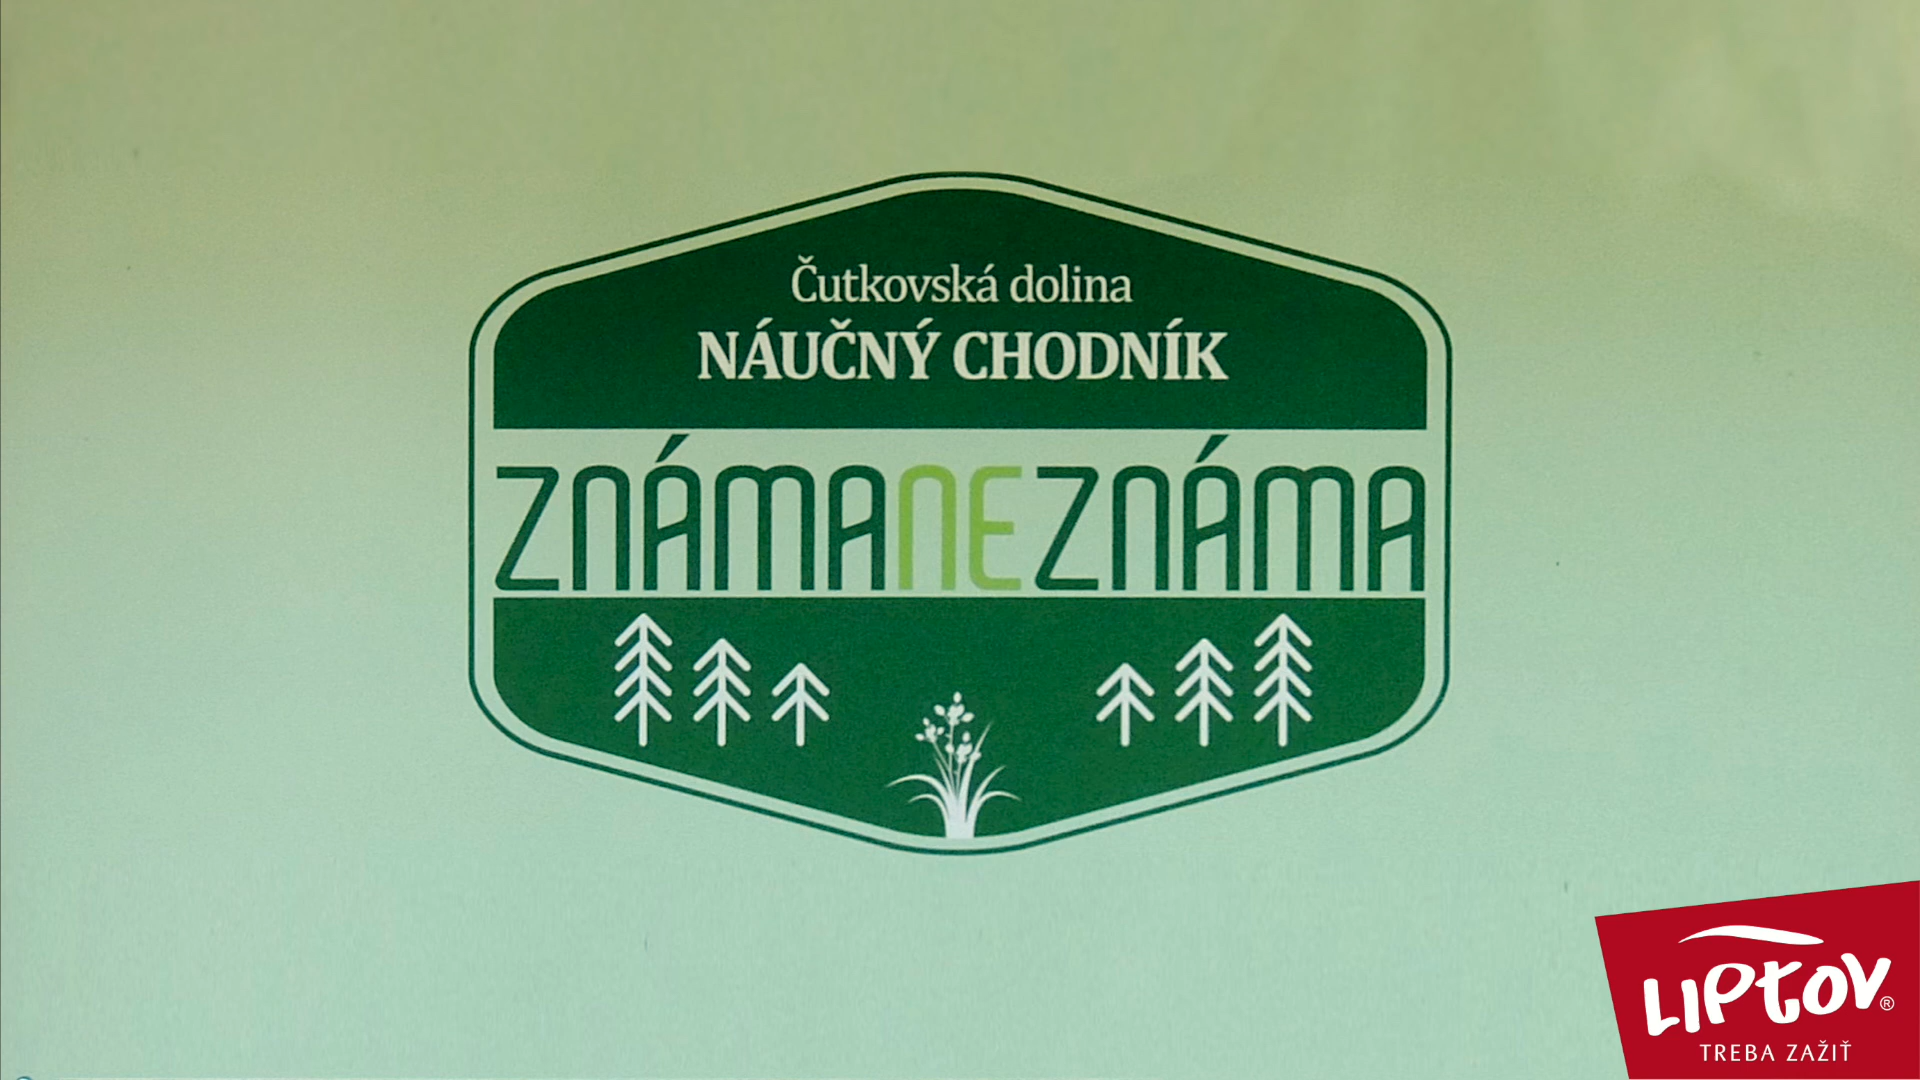 Čutkovská dolina
NÁUČNÝ CHODNÍK
ZNÁMANEZNÁMA
LIPTOV®
TREBA ZAŽIŤ